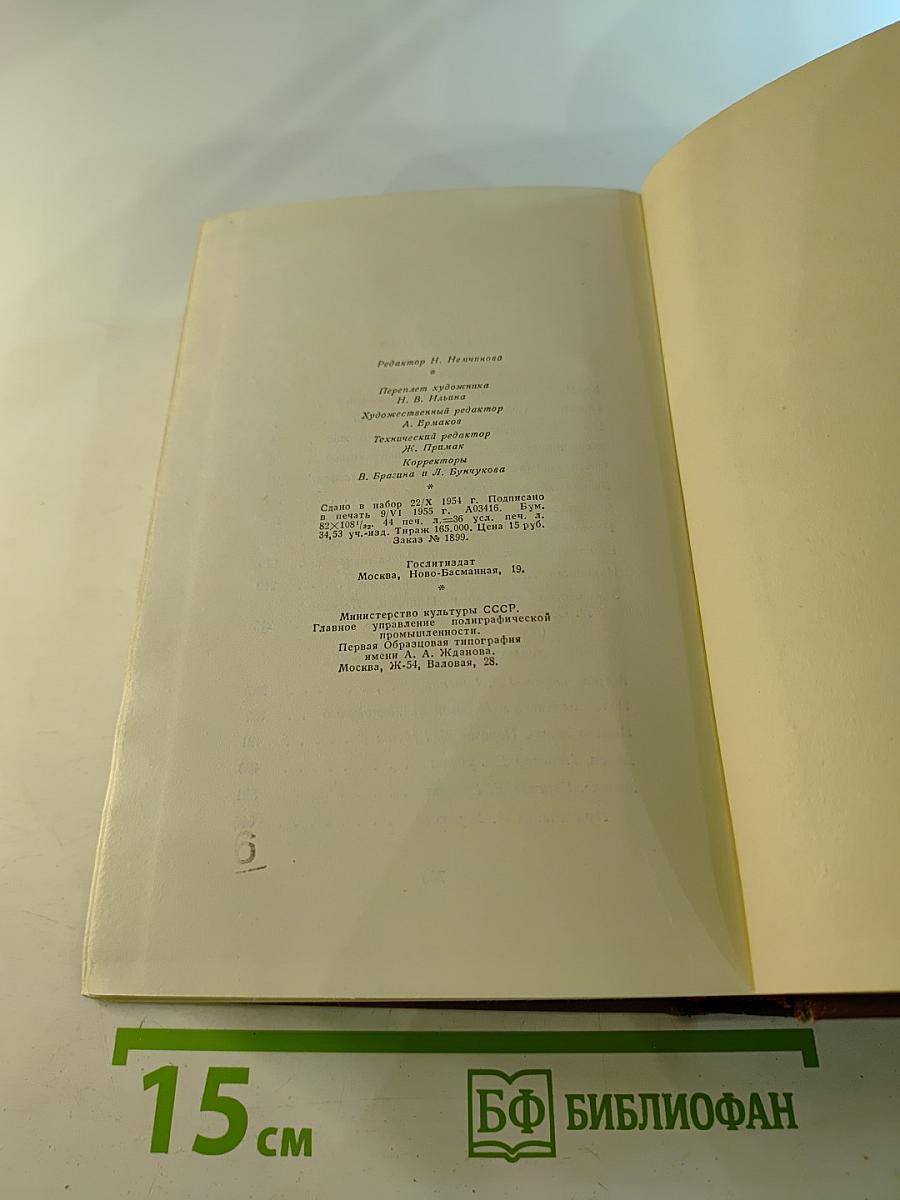 Редактор Н. Немчинова
*
Переплет художника
Н. В. Ильина
Художественный редактор
А. Ермаков
Технический редактор
Ж. Примак
Корректоры
В. Брагина и Л. Бунчукова
*
Сдано в набор 22/X 1954 г. Подписано
в печать 9/VI 1955 г. А03416. Бум.
82×108¹/₃₂. 44 печ. л.=36 усл. печ. л.
34,53 уч.-изд. Тираж 165.000. Цена 15 руб.
Заказ № 1899.
Гослитиздат
Москва, Ново-Басманная, 19.
*
Министерство культуры СССР.
Главное управление полиграфической
промышленности.
Первая Образцовая типография
имени А. А. Жданова.
Москва, Ж-54, Валовая, 28.
6
15 см
БФ БИБЛИОФАН